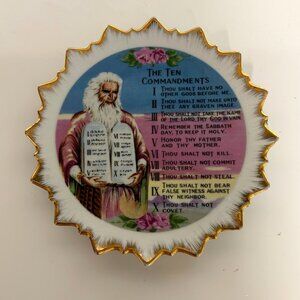 THE TEN
COMMANDMENTS
I THOU SHALT HAVE NO
OTHER GODS BEFORE ME.
II THOU SHALT NOT MAKE UNTO
THEE ANY GRAVEN IMAGE.
III THOU SHALT NOT TAKE THE NAME
OF THE LORD THY GOD IN VAIN
IV REMEMBER THE SABBATH
DAY, TO KEEP IT HOLY.
V HONOR THY FATHER
AND THY MOTHER.
VI THOU SHALT NOT KILL.
VII THOU SHALT NOT COMMIT
ADULTERY.
VIII THOU SHALT NOT STEAL.
IX THOU SHALT NOT BEAR
FALSE WITNESS AGAINST
THY NEIGHBOR.
X THOU SHALT NOT
COVET.